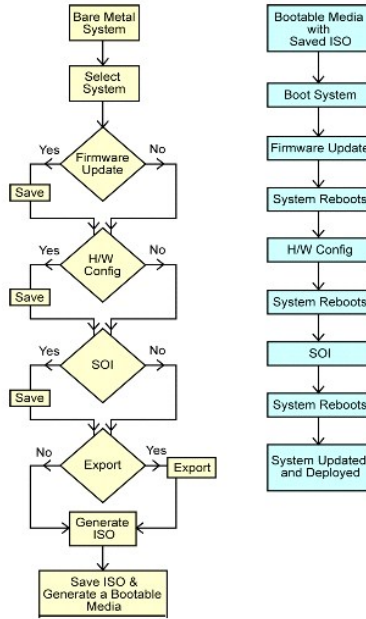 Bare Metal
System
Select
System
Yes
No
Firmware
Update
Save
Yes
No
H/W
Config
Save
Yes
No
SOI
Save
No
Yes
Export
Export
Generate
ISO
Save ISO &
Generate a Bootable
Media
Bootable Media
with
Saved ISO
Boot System
Firmware Update
System Reboots
H/W Config
System Reboots
SOI
System Reboots
System Updated
and Deployed